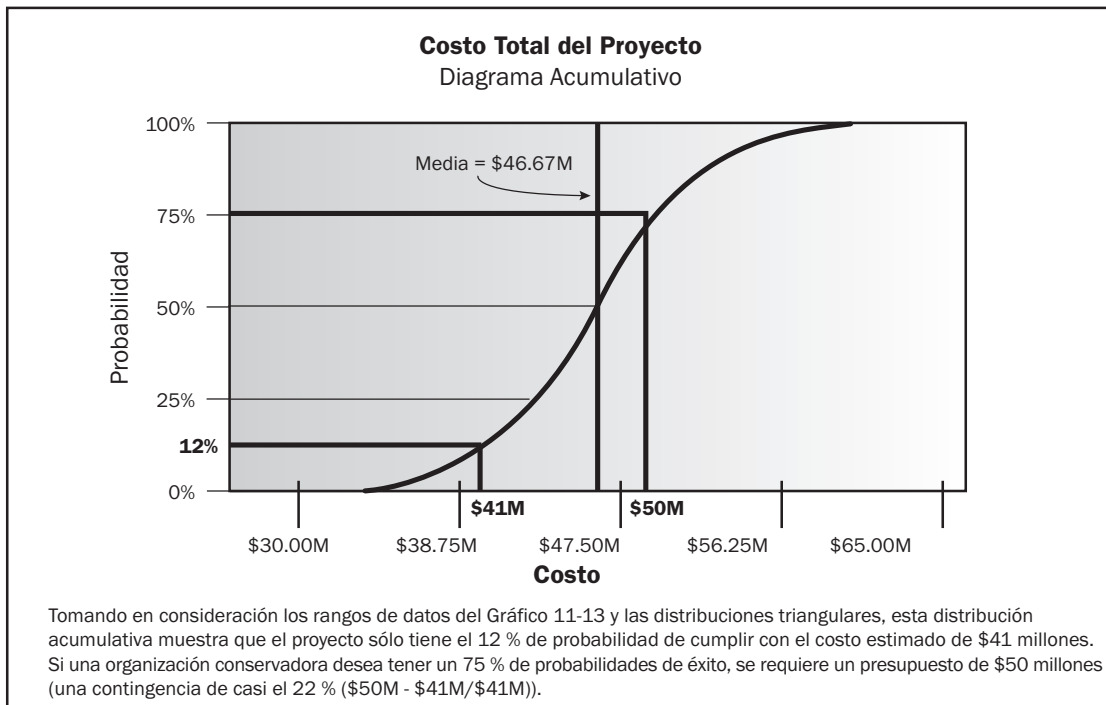 Costo Total del Proyecto
Diagrama Acumulativo
100%
Media = $46.67M
75%
Probabilidad
50%
25%
12%
0%
$41M
$50M
$30.00M
$38.75M
$47.50M
$56.25M
$65.00M
Costo
Tomando en consideración los rangos de datos del Gráfico 11-13 y las distribuciones triangulares, esta distribución
acumulativa muestra que el proyecto sólo tiene el 12 % de probabilidad de cumplir con el costo estimado de $41 millones.
Si una organización conservadora desea tener un 75 % de probabilidades de éxito, se requiere un presupuesto de $50 millones
(una contingencia de casi el 22 % ($50M - $41M/$41M)).